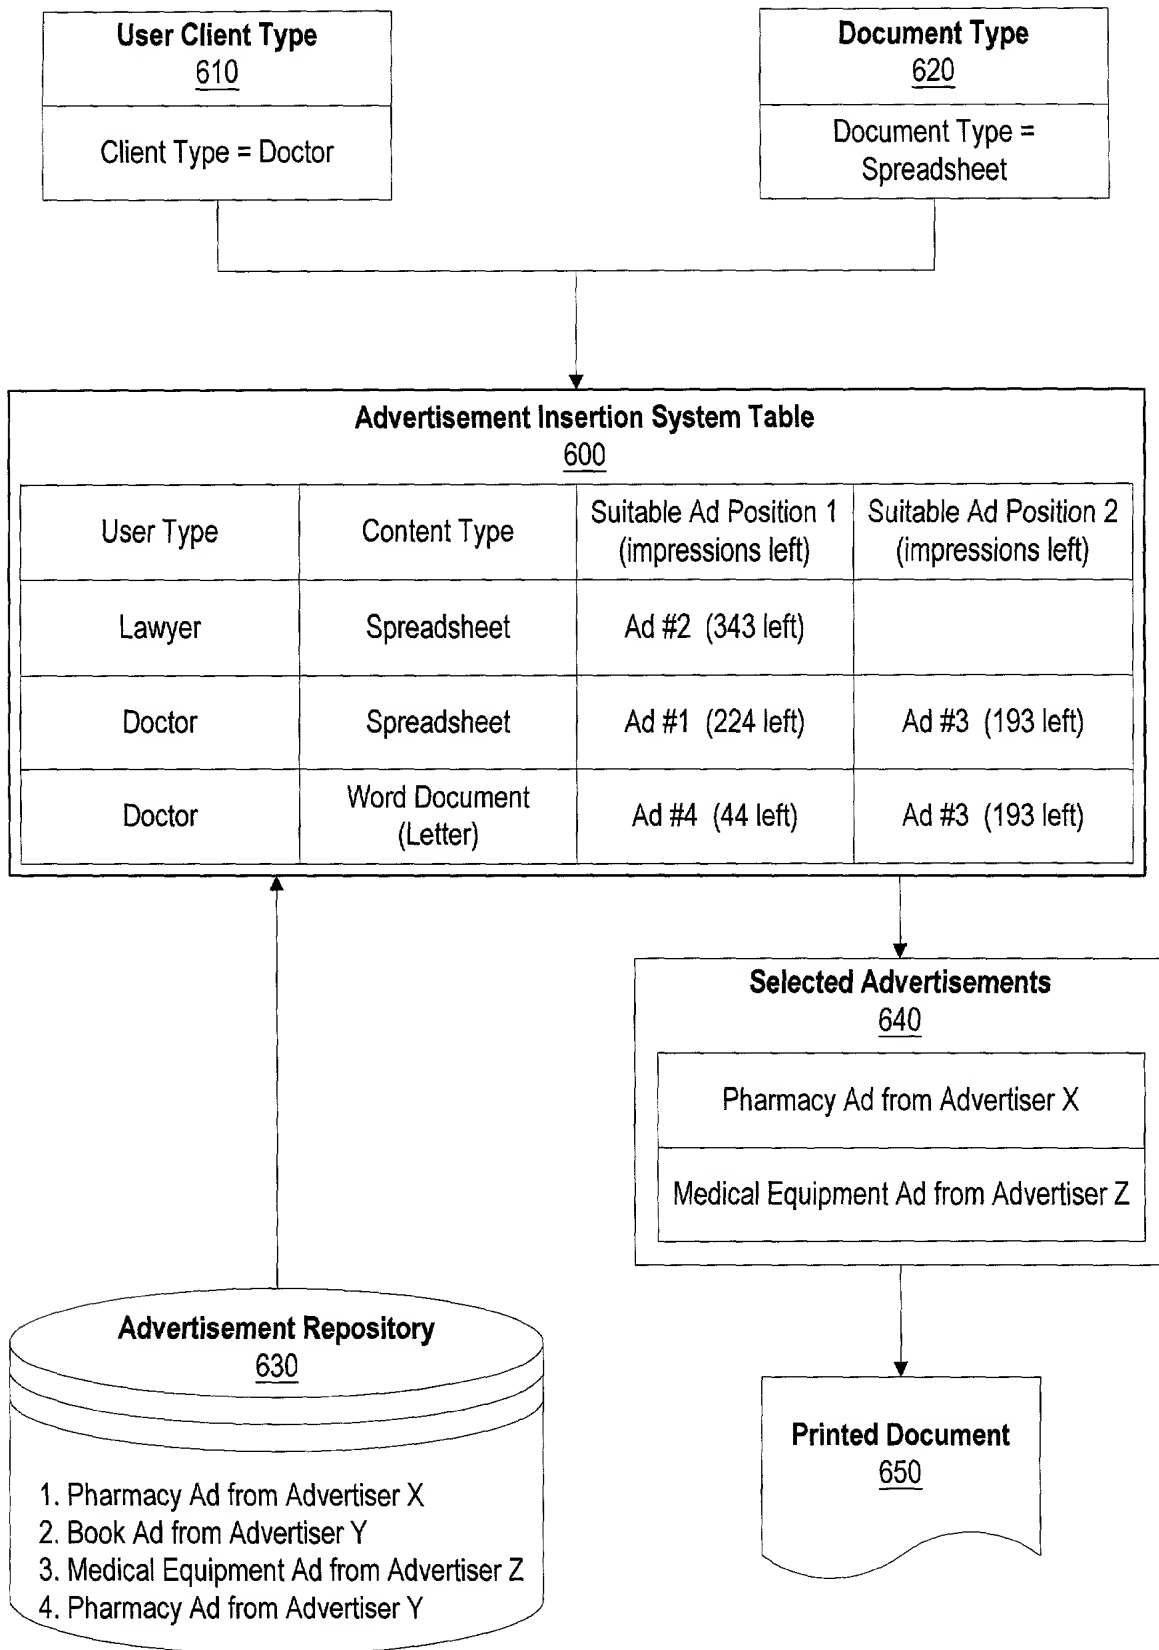 User Client Type
610
Client Type = Doctor
Document Type
620
Document Type =
Spreadsheet
Advertisement Insertion System Table
600
User Type
Content Type
Suitable Ad Position 1
(impressions left)
Suitable Ad Position 2
(impressions left)
Lawyer
Spreadsheet
Ad #2 (343 left)
Doctor
Spreadsheet
Ad #1 (224 left)
Ad #3 (193 left)
Doctor
Word Document
(Letter)
Ad #4 (44 left)
Ad #3 (193 left)
Selected Advertisements
640
Pharmacy Ad from Advertiser X
Medical Equipment Ad from Advertiser Z
Advertisement Repository
630
1. Pharmacy Ad from Advertiser X
2. Book Ad from Advertiser Y
3. Medical Equipment Ad from Advertiser Z
4. Pharmacy Ad from Advertiser Y
Printed Document
650